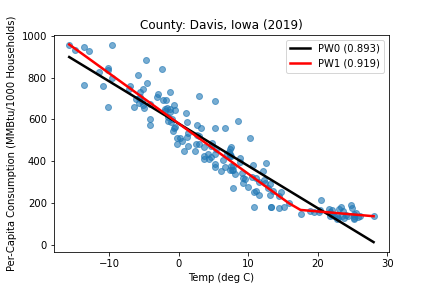 County: Davis, Iowa (2019)
PW0 (0.893)
PW1 (0.919)
Per-Capita Consumption (MMBtu/1000 Households)
1000
800
600
400
200
0
−10
0
10
20
30
Temp (deg C)